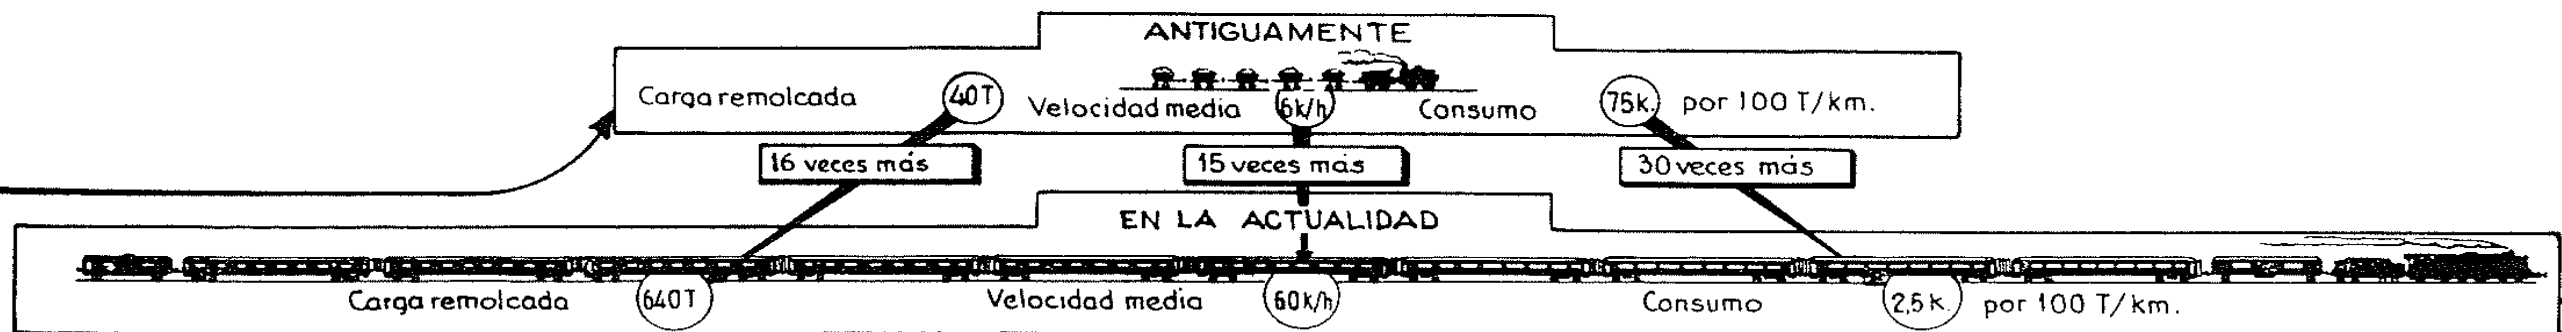 ANTIGUAMENTE
Carga remolcada 40T Velocidad media 6k/h Consumo 75k. por 100 T/km.
16 veces más 15 veces más 30 veces más
EN LA ACTUALIDAD
Carga remolcada 640T Velocidad media 60k/h Consumo 2,5k. por 100 T/km.